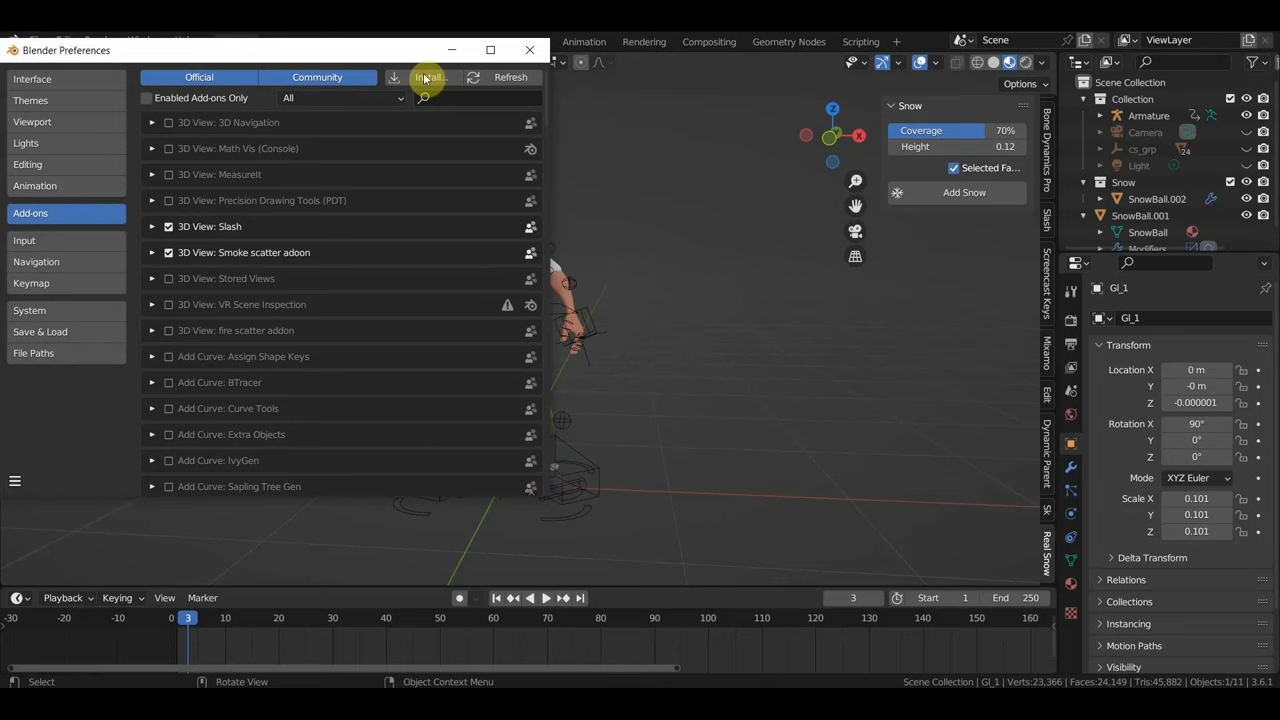 Blender Preferences
Animation
Rendering
Compositing
Geometry Nodes
Scripting
Scene
ViewLayer
Interface
Themes
Viewport
Lights
Editing
Animation
Add-ons
Input
Navigation
Keymap
System
Save & Load
File Paths
Official
Community
Install...
Refresh
Enabled Add-ons Only
All
3D View: 3D Navigation
3D View: Math Vis (Console)
3D View: MeasureIt
3D View: Precision Drawing Tools (PDT)
3D View: Slash
3D View: Smoke scatter adoon
3D View: Stored Views
3D View: VR Scene Inspection
3D View: fire scatter addon
Add Curve: Assign Shape Keys
Add Curve: BTracer
Add Curve: Curve Tools
Add Curve: Extra Objects
Add Curve: IvyGen
Add Curve: Sapling Tree Gen
Options
Z
X
Snow
Coverage 70%
Height 0.12
Selected Fa...
Add Snow
Bone Dynamics Pro
Slash
Screencast Keys
Mixamo
Edit
Dynamic Parent
Sk
Real Snow
Scene Collection
Collection
Armature
Camera
cs_grp 24
Light
Snow
SnowBall.002
SnowBall.001
SnowBall
Modifiers
Gl_1
Gl_1
Transform
Location X 0 m
Y -0 m
Z -0.000001
Rotation X 90°
Y 0°
Z 0°
Mode XYZ Euler
Scale X 0.101
Y 0.101
Z 0.101
Delta Transform
Relations
Collections
Instancing
Motion Paths
Visibility
Playback
Keying
View
Marker
3
Start 1
End 250
-30 -20 -10 0 3 10 20 30 40 50 60 70 80 90 100 110 120 130 140 150 160
Select
Rotate View
Object Context Menu
Scene Collection | Gl_1 | Verts:23,366 | Faces:24,149 | Tris:45,882 | Objects:1/11 | 3.6.1